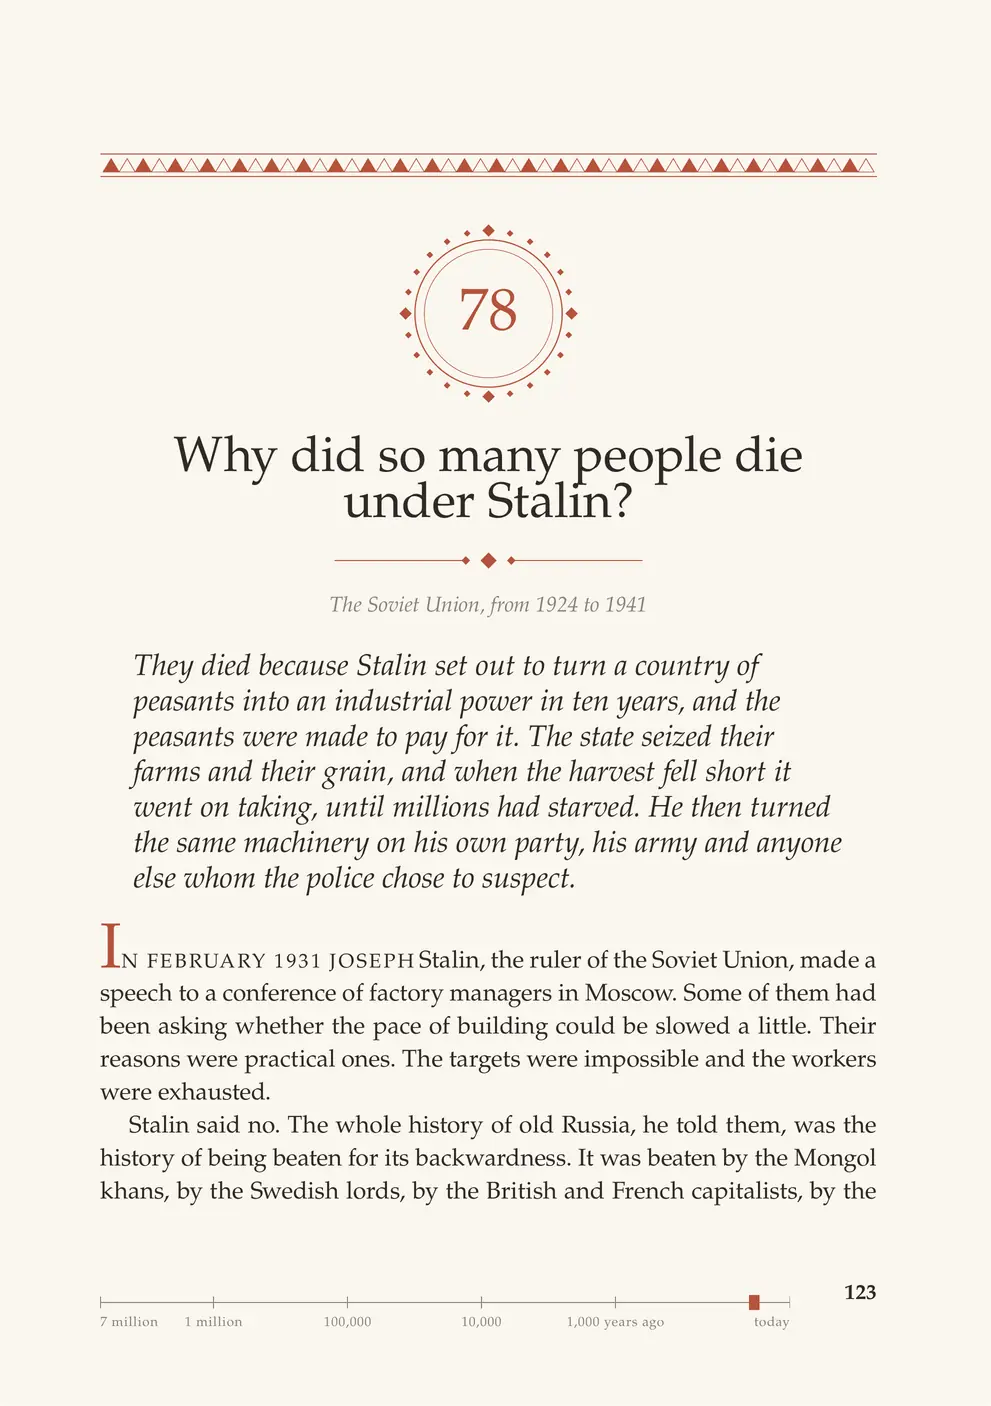 78
Why did so many people die
under Stalin?
The Soviet Union, from 1924 to 1941
They died because Stalin set out to turn a country of
peasants into an industrial power in ten years, and the
peasants were made to pay for it. The state seized their
farms and their grain, and when the harvest fell short it
went on taking, until millions had starved. He then turned
the same machinery on his own party, his army and anyone
else whom the police chose to suspect.
IN FEBRUARY 1931 JOSEPH Stalin, the ruler of the Soviet Union, made a
speech to a conference of factory managers in Moscow. Some of them had
been asking whether the pace of building could be slowed a little. Their
reasons were practical ones. The targets were impossible and the workers
were exhausted.
Stalin said no. The whole history of old Russia, he told them, was the
history of being beaten for its backwardness. It was beaten by the Mongol
khans, by the Swedish lords, by the British and French capitalists, by the
123
7 million 1 million 100,000 10,000 1,000 years ago today